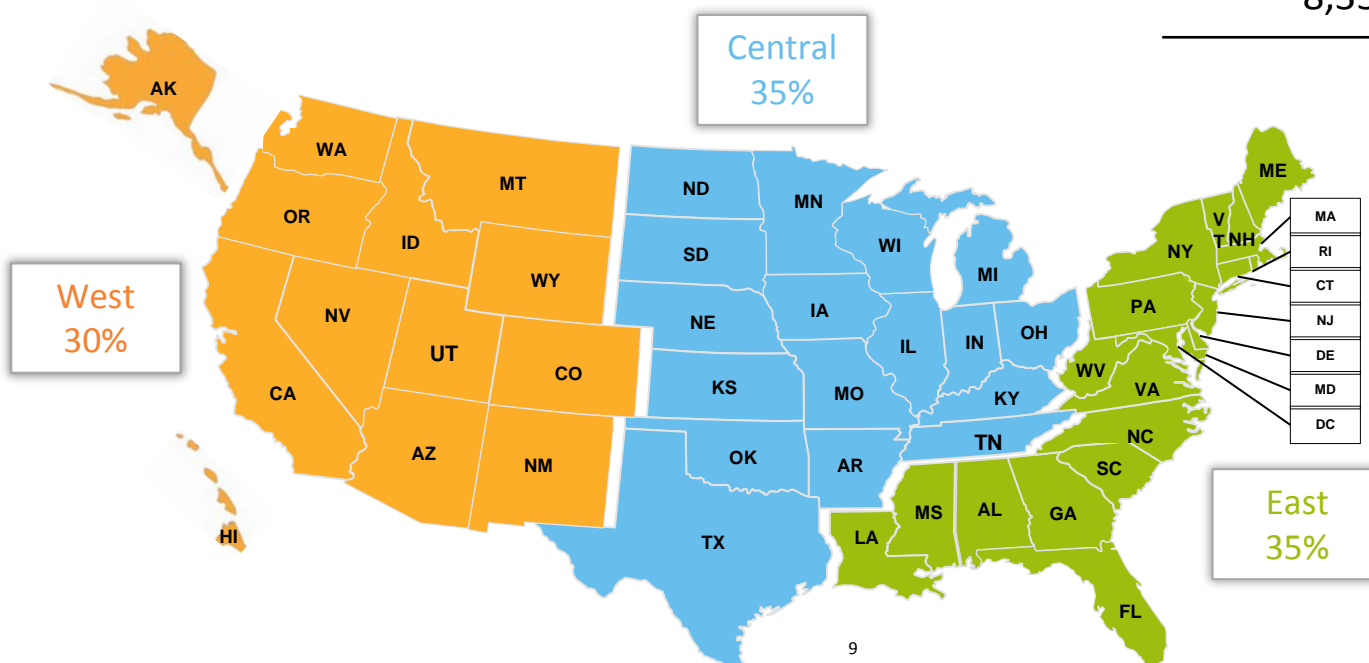 8,35
Central
35%
AK
WA
MT
ND
MN
ME
OR
ID
SD
WI
MI
NY
V
T
NH
MA
RI
WY
CT
West
30%
NV
NE
IA
PA
NJ
UT
IL
IN
OH
DE
CO
WV
CA
KS
MO
KY
VA
MD
DC
AZ
NM
OK
AR
TN
NC
SC
HI
TX
LA
MS
AL
GA
East
35%
FL
9